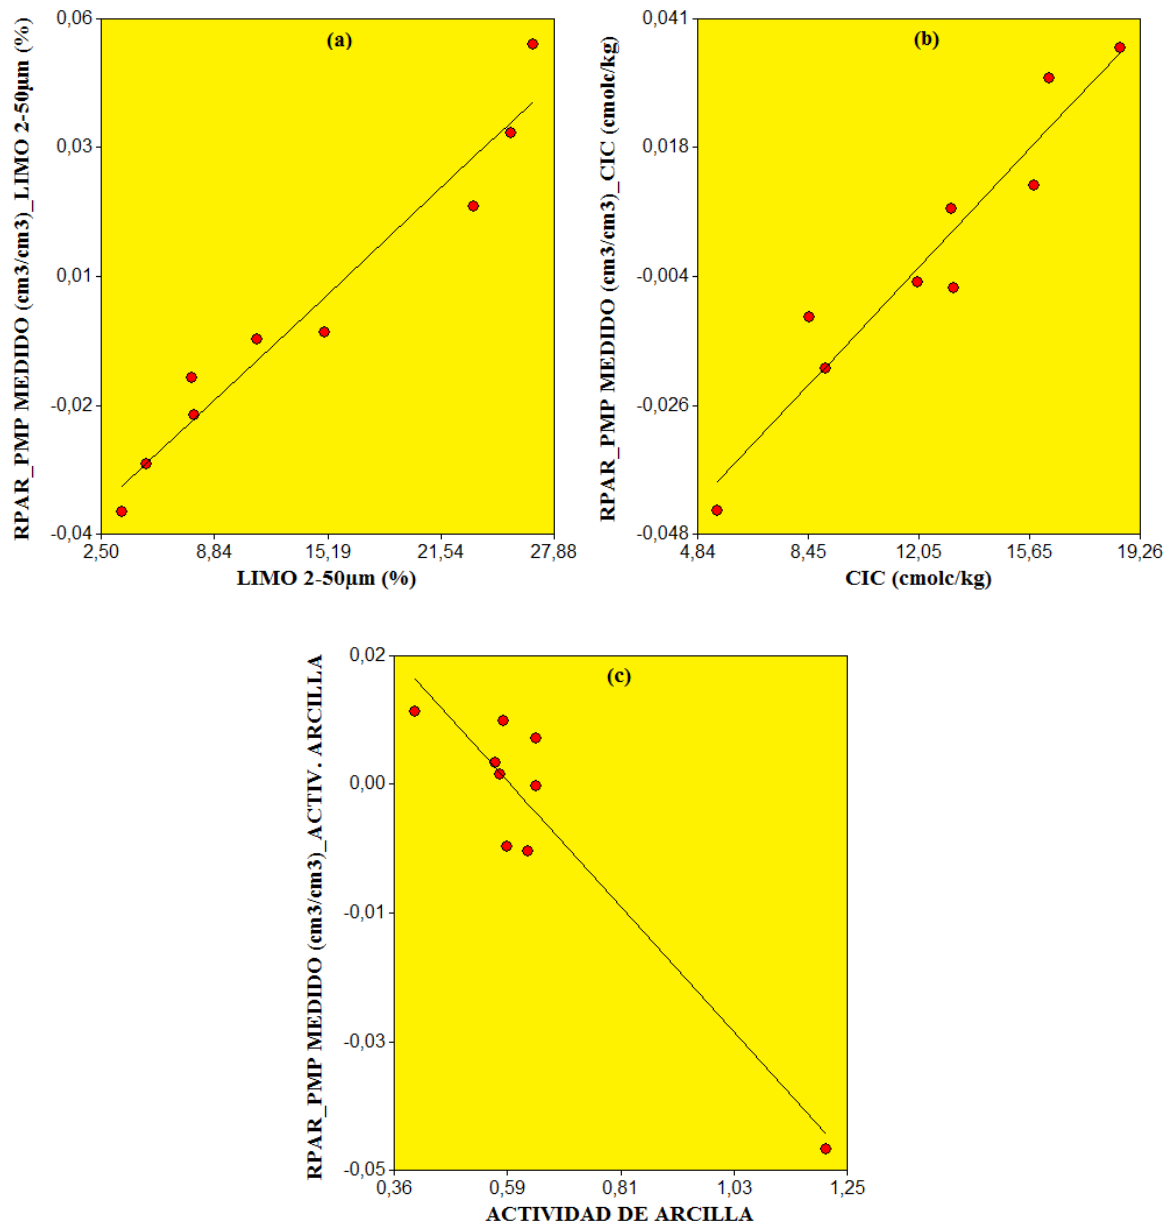 (a)
RPAR_PMP MEDIDO (cm3/cm3)_LIMO 2-50μm (%)
0,06
0,03
0,01
-0,02
-0,04
2,50 8,84 15,19 21,54 27,88
LIMO 2-50μm (%)
(b)
RPAR_PMP MEDIDO (cm3/cm3)_CIC (cmolc/kg)
0,041
0,018
-0,004
-0,026
-0,048
4,84 8,45 12,05 15,65 19,26
CIC (cmolc/kg)
(c)
RPAR_PMP MEDIDO (cm3/cm3)_ACTIV. ARCILLA
0,02
0,00
-0,01
-0,03
-0,05
0,36 0,59 0,81 1,03 1,25
ACTIVIDAD DE ARCILLA